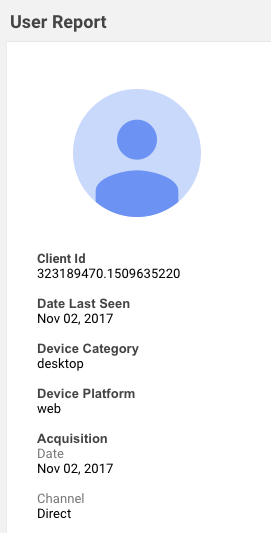 User Report
Client Id
323189470.1509635220
Date Last Seen
Nov 02, 2017
Device Category
desktop
Device Platform
web
Acquisition
Date
Nov 02, 2017
Channel
Direct